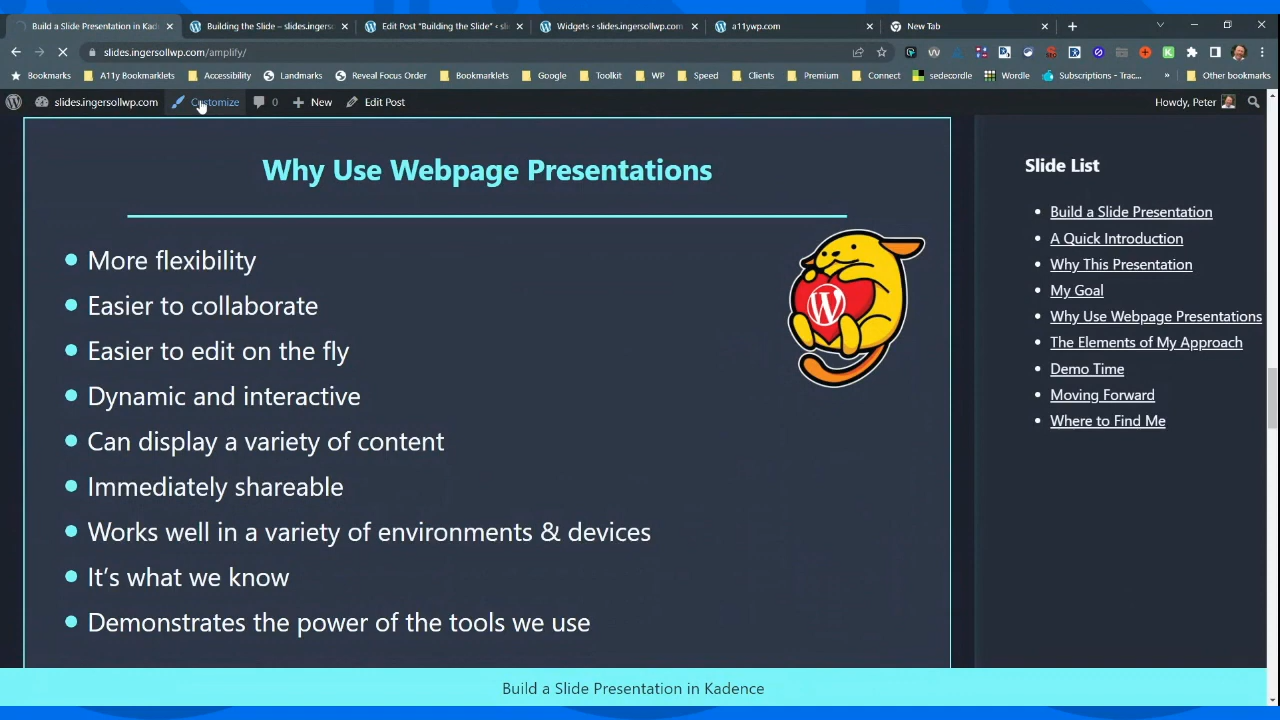 Build a Slide Presentation in Kade
Building the Slide – slides.ingerso
Edit Post "Building the Slide" ‹ sli
Widgets ‹ slides.ingersollwp.com
a11ywp.com
New Tab
slides.ingersollwp.com/amplify/
Bookmarks
A11y Bookmarklets
Accessibility
Landmarks
Reveal Focus Order
Bookmarklets
Google
Toolkit
WP
Speed
Clients
Premium
Connect
dedecordle
Wordle
Subscriptions - Trac...
»
Other bookmarks
slides.ingersollwp.com
Customize
0
New
Edit Post
Howdy, Peter
Why Use Webpage Presentations
More flexibility
Easier to collaborate
Easier to edit on the fly
Dynamic and interactive
Can display a variety of content
Immediately shareable
Works well in a variety of environments & devices
It's what we know
Demonstrates the power of the tools we use
Slide List
Build a Slide Presentation
A Quick Introduction
Why This Presentation
My Goal
Why Use Webpage Presentations
The Elements of My Approach
Demo Time
Moving Forward
Where to Find Me
Build a Slide Presentation in Kadence